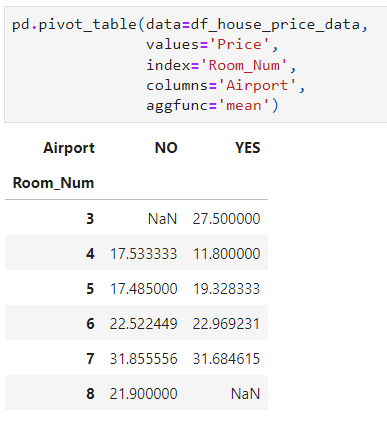 pd.pivot_table(data=df_house_price_data,
values='Price',
index='Room_Num',
columns='Airport',
aggfunc='mean')
Airport NO YES
Room_Num
3 NaN 27.500000
4 17.533333 11.800000
5 17.485000 19.328333
6 22.522449 22.969231
7 31.855556 31.684615
8 21.900000 NaN